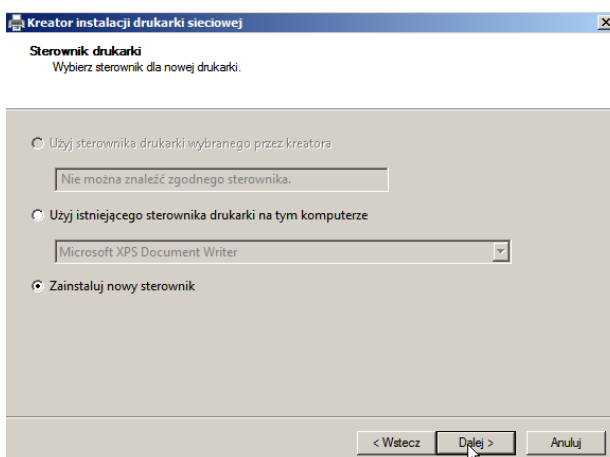 Kreator instalacji drukarki sieciowej
Sterownik drukarki
Wybierz sterownik dla nowej drukarki.
Użyj sterownika drukarki wybranego przez kreatora
Nie można znaleźć zgodnego sterownika.
Użyj istniejącego sterownika drukarki na tym komputerze
Microsoft XPS Document Writer
Zainstaluj nowy sterownik
< Wstecz Dalej > Anuluj